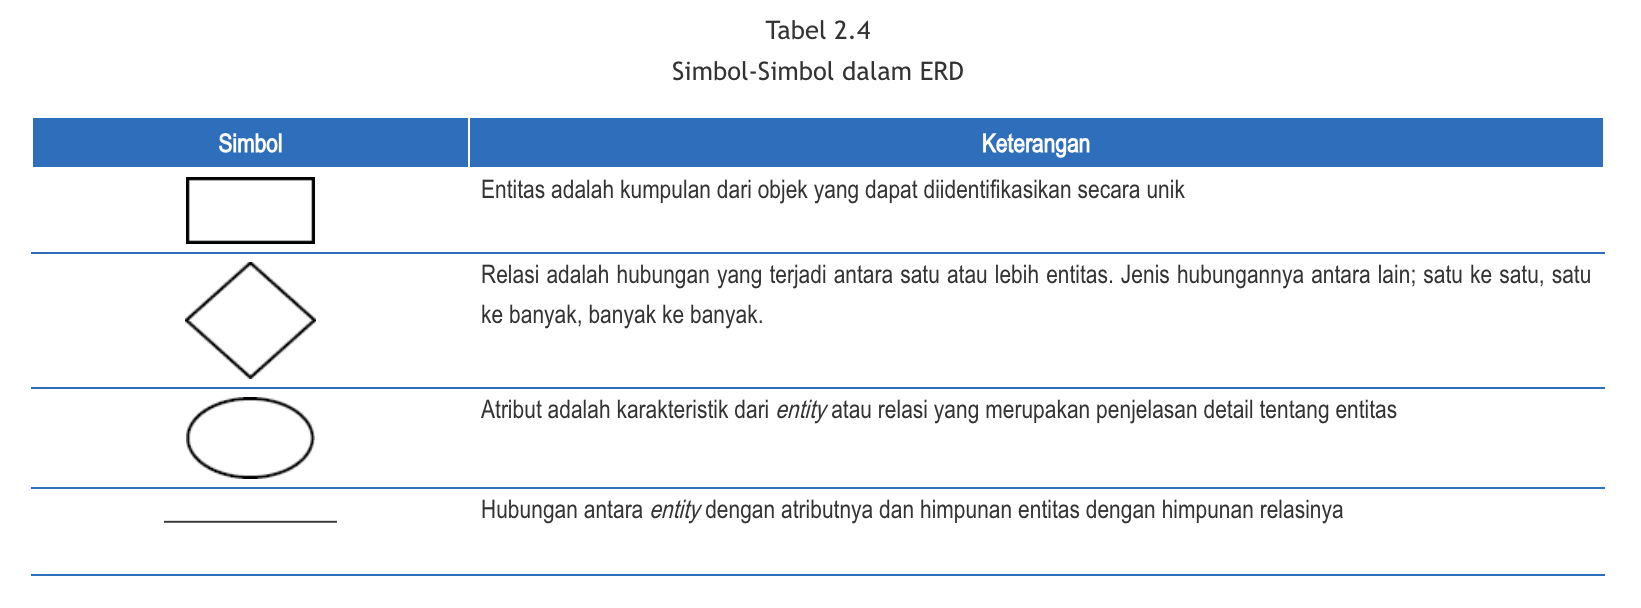 Tabel 2.4
Simbol-Simbol dalam ERD
Simbol
Keterangan
Entitas adalah kumpulan dari objek yang dapat diidentifikasikan secara unik
Relasi adalah hubungan yang terjadi antara satu atau lebih entitas. Jenis hubungannya antara lain; satu ke satu, satu
ke banyak, banyak ke banyak.
Atribut adalah karakteristik dari entity atau relasi yang merupakan penjelasan detail tentang entitas
Hubungan antara entity dengan atributnya dan himpunan entitas dengan himpunan relasinya